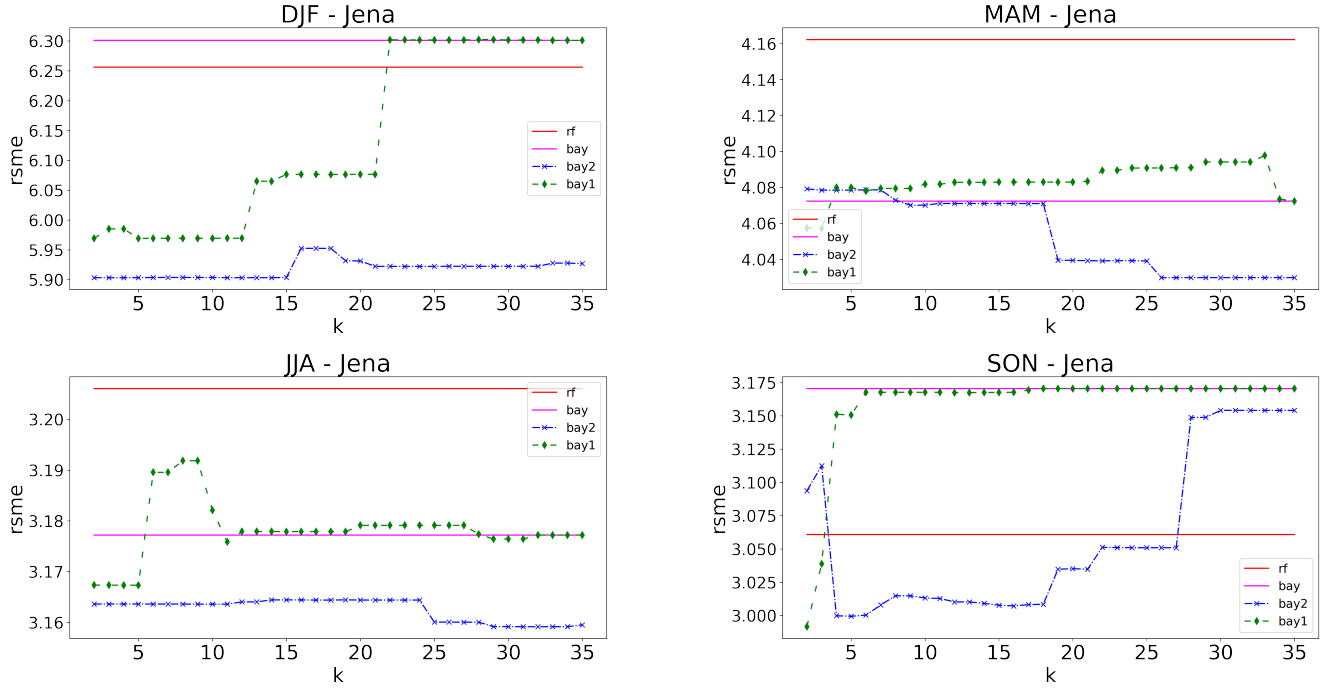 DJF - Jena
6.30
6.25
6.20
6.15
6.10
6.05
6.00
5.95
5.90
rsme
5
10
15
20
25
30
35
k
rf
bay
bay2
bay1
MAM - Jena
4.16
4.14
4.12
4.10
4.08
4.06
4.04
rsme
5
10
15
20
25
30
35
k
rf
bay
bay2
bay1
JJA - Jena
3.20
3.19
3.18
3.17
3.16
rsme
5
10
15
20
25
30
35
k
rf
bay
bay2
bay1
SON - Jena
3.175
3.150
3.125
3.100
3.075
3.050
3.025
3.000
rsme
5
10
15
20
25
30
35
k
rf
bay
bay2
bay1